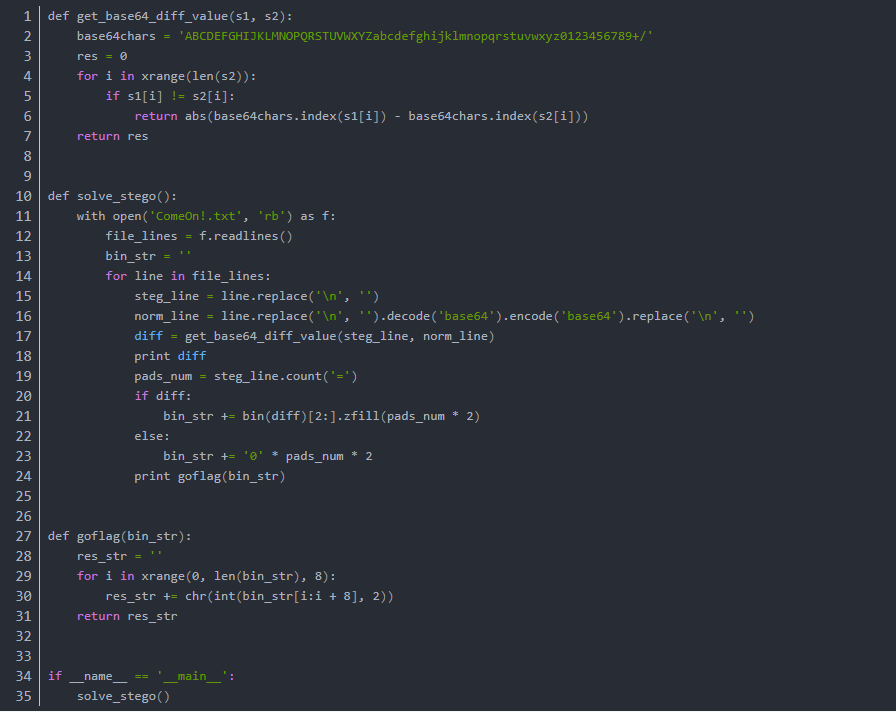 1 def get_base64_diff_value(s1, s2):
2     base64chars = 'ABCDEFGHIJKLMNOPQRSTUVWXYZabcdefghijklmnopqrstuvwxyz0123456789+/'
3     res = 0
4     for i in xrange(len(s2)):
5         if s1[i] != s2[i]:
6             return abs(base64chars.index(s1[i]) - base64chars.index(s2[i]))
7     return res
8
9
10 def solve_stego():
11     with open('ComeOn!.txt', 'rb') as f:
12         file_lines = f.readlines()
13         bin_str = ''
14         for line in file_lines:
15             steg_line = line.replace('\n', '')
16             norm_line = line.replace('\n', '').decode('base64').encode('base64').replace('\n', '')
17             diff = get_base64_diff_value(steg_line, norm_line)
18             print diff
19             pads_num = steg_line.count('=')
20             if diff:
21                 bin_str += bin(diff)[2:].zfill(pads_num * 2)
22             else:
23                 bin_str += '0' * pads_num * 2
24             print goflag(bin_str)
25
26
27 def goflag(bin_str):
28     res_str = ''
29     for i in xrange(0, len(bin_str), 8):
30         res_str += chr(int(bin_str[i:i + 8], 2))
31     return res_str
32
33
34 if __name__ == '__main__':
35     solve_stego()